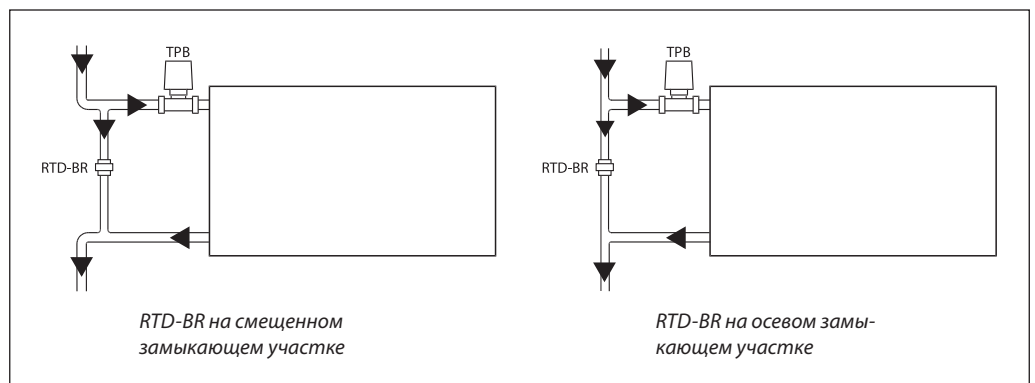 ТРВ
RTD-BR
RTD-BR на смещенном
замыкающем участке
ТРВ
RTD-BR
RTD-BR на осевом замы-
кающем участке